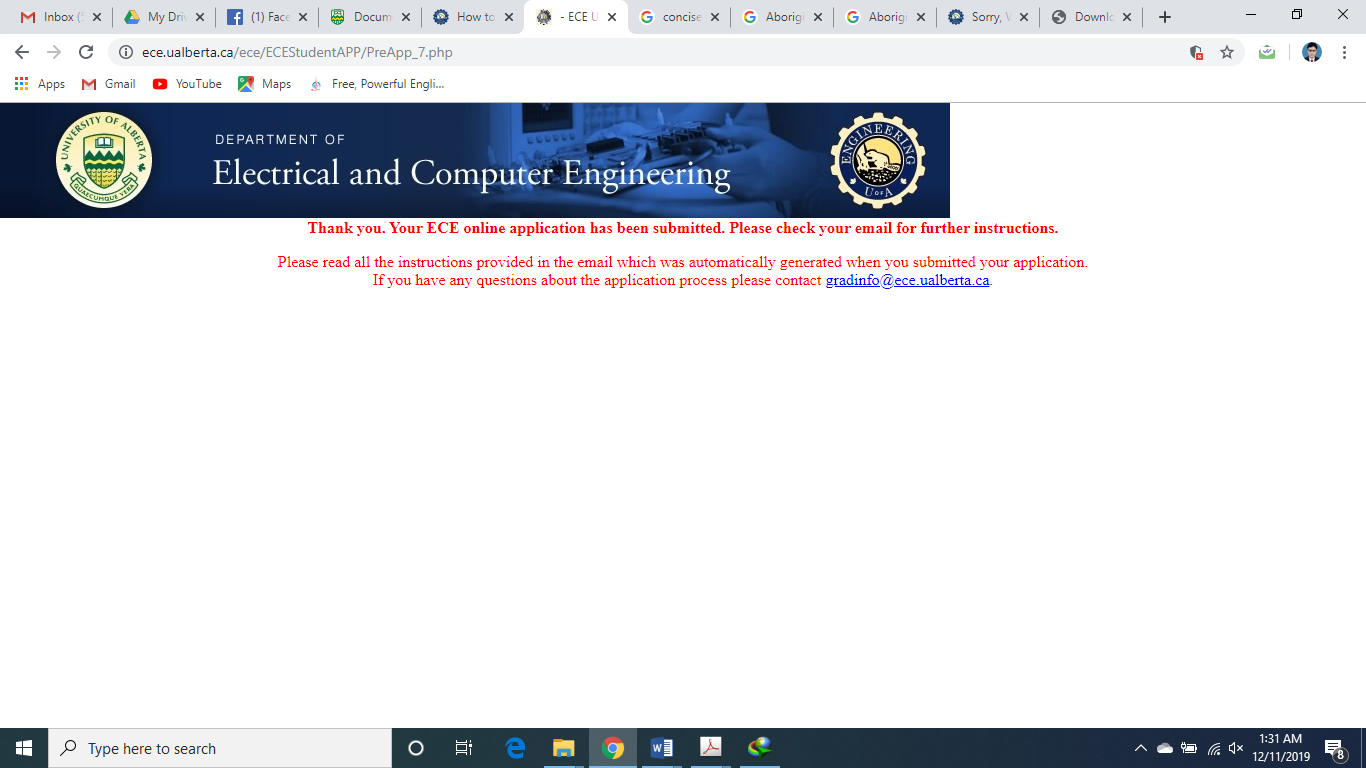 Inbox (
My Driv
(1) Face
Docum
How to
- ECE U
concise
Aborigi
Aborigi
Sorry, 
Downlo
ece.ualberta.ca/ece/ECEStudentAPP/PreApp_7.php
Apps
Gmail
YouTube
Maps
Free, Powerful Engli...
UNIVERSITY OF ALBERTA
QUAECUMQUE VERA
DEPARTMENT OF
Electrical and Computer Engineering
ENGINEERING
U OF A
Thank you. Your ECE online application has been submitted. Please check your email for further instructions.
Please read all the instructions provided in the email which was automatically generated when you submitted your application.
If you have any questions about the application process please contact gradinfo@ece.ualberta.ca.
Type here to search
1:31 AM
12/11/2019
8